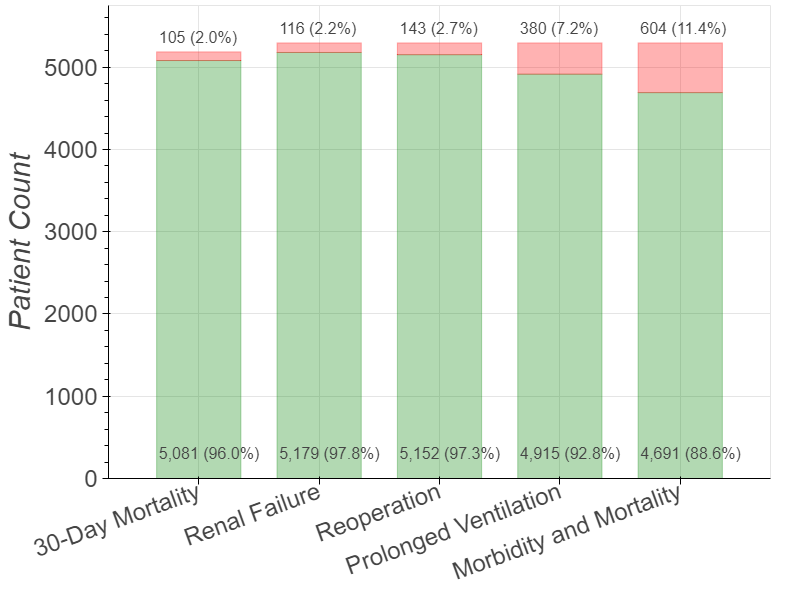 105 (2.0%) 116 (2.2%) 143 (2.7%) 380 (7.2%) 604 (11.4%)
5000
4000
3000
2000
1000
0
Patient Count
5,081 (96.0%) 5,179 (97.8%) 5,152 (97.3%) 4,915 (92.8%) 4,691 (88.6%)
30-Day Mortality
Renal Failure
Reoperation
Prolonged Ventilation
Morbidity and Mortality